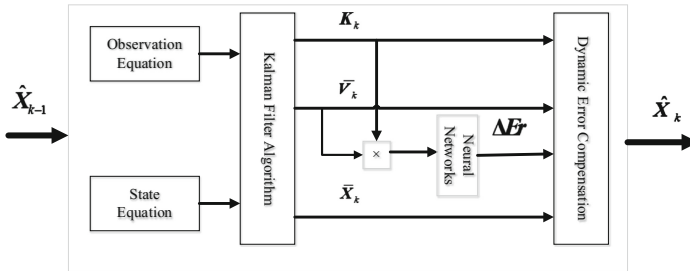 Observation
Equation
X̂ₖ₋₁
State
Equation
Kalman Filter Algorithm
Kₖ
V̄ₖ
×
Neural
Networks
ΔEr
X̄ₖ
Dynamic Error Compensation
X̂ₖ